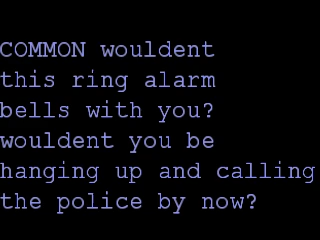 COMMON wouldent
this ring alarm
bells with you?
wouldent you be
hanging up and calling
the police by now?